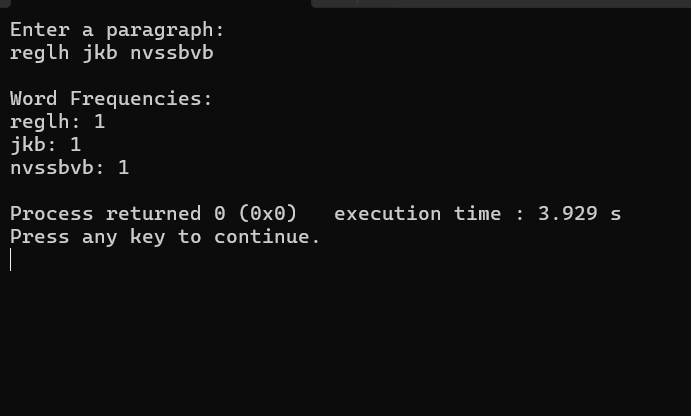 Enter a paragraph:
reglh jkb nvssbvb
Word Frequencies:
reglh: 1
jkb: 1
nvssbvb: 1
Process returned 0 (0x0)   execution time : 3.929 s
Press any key to continue.